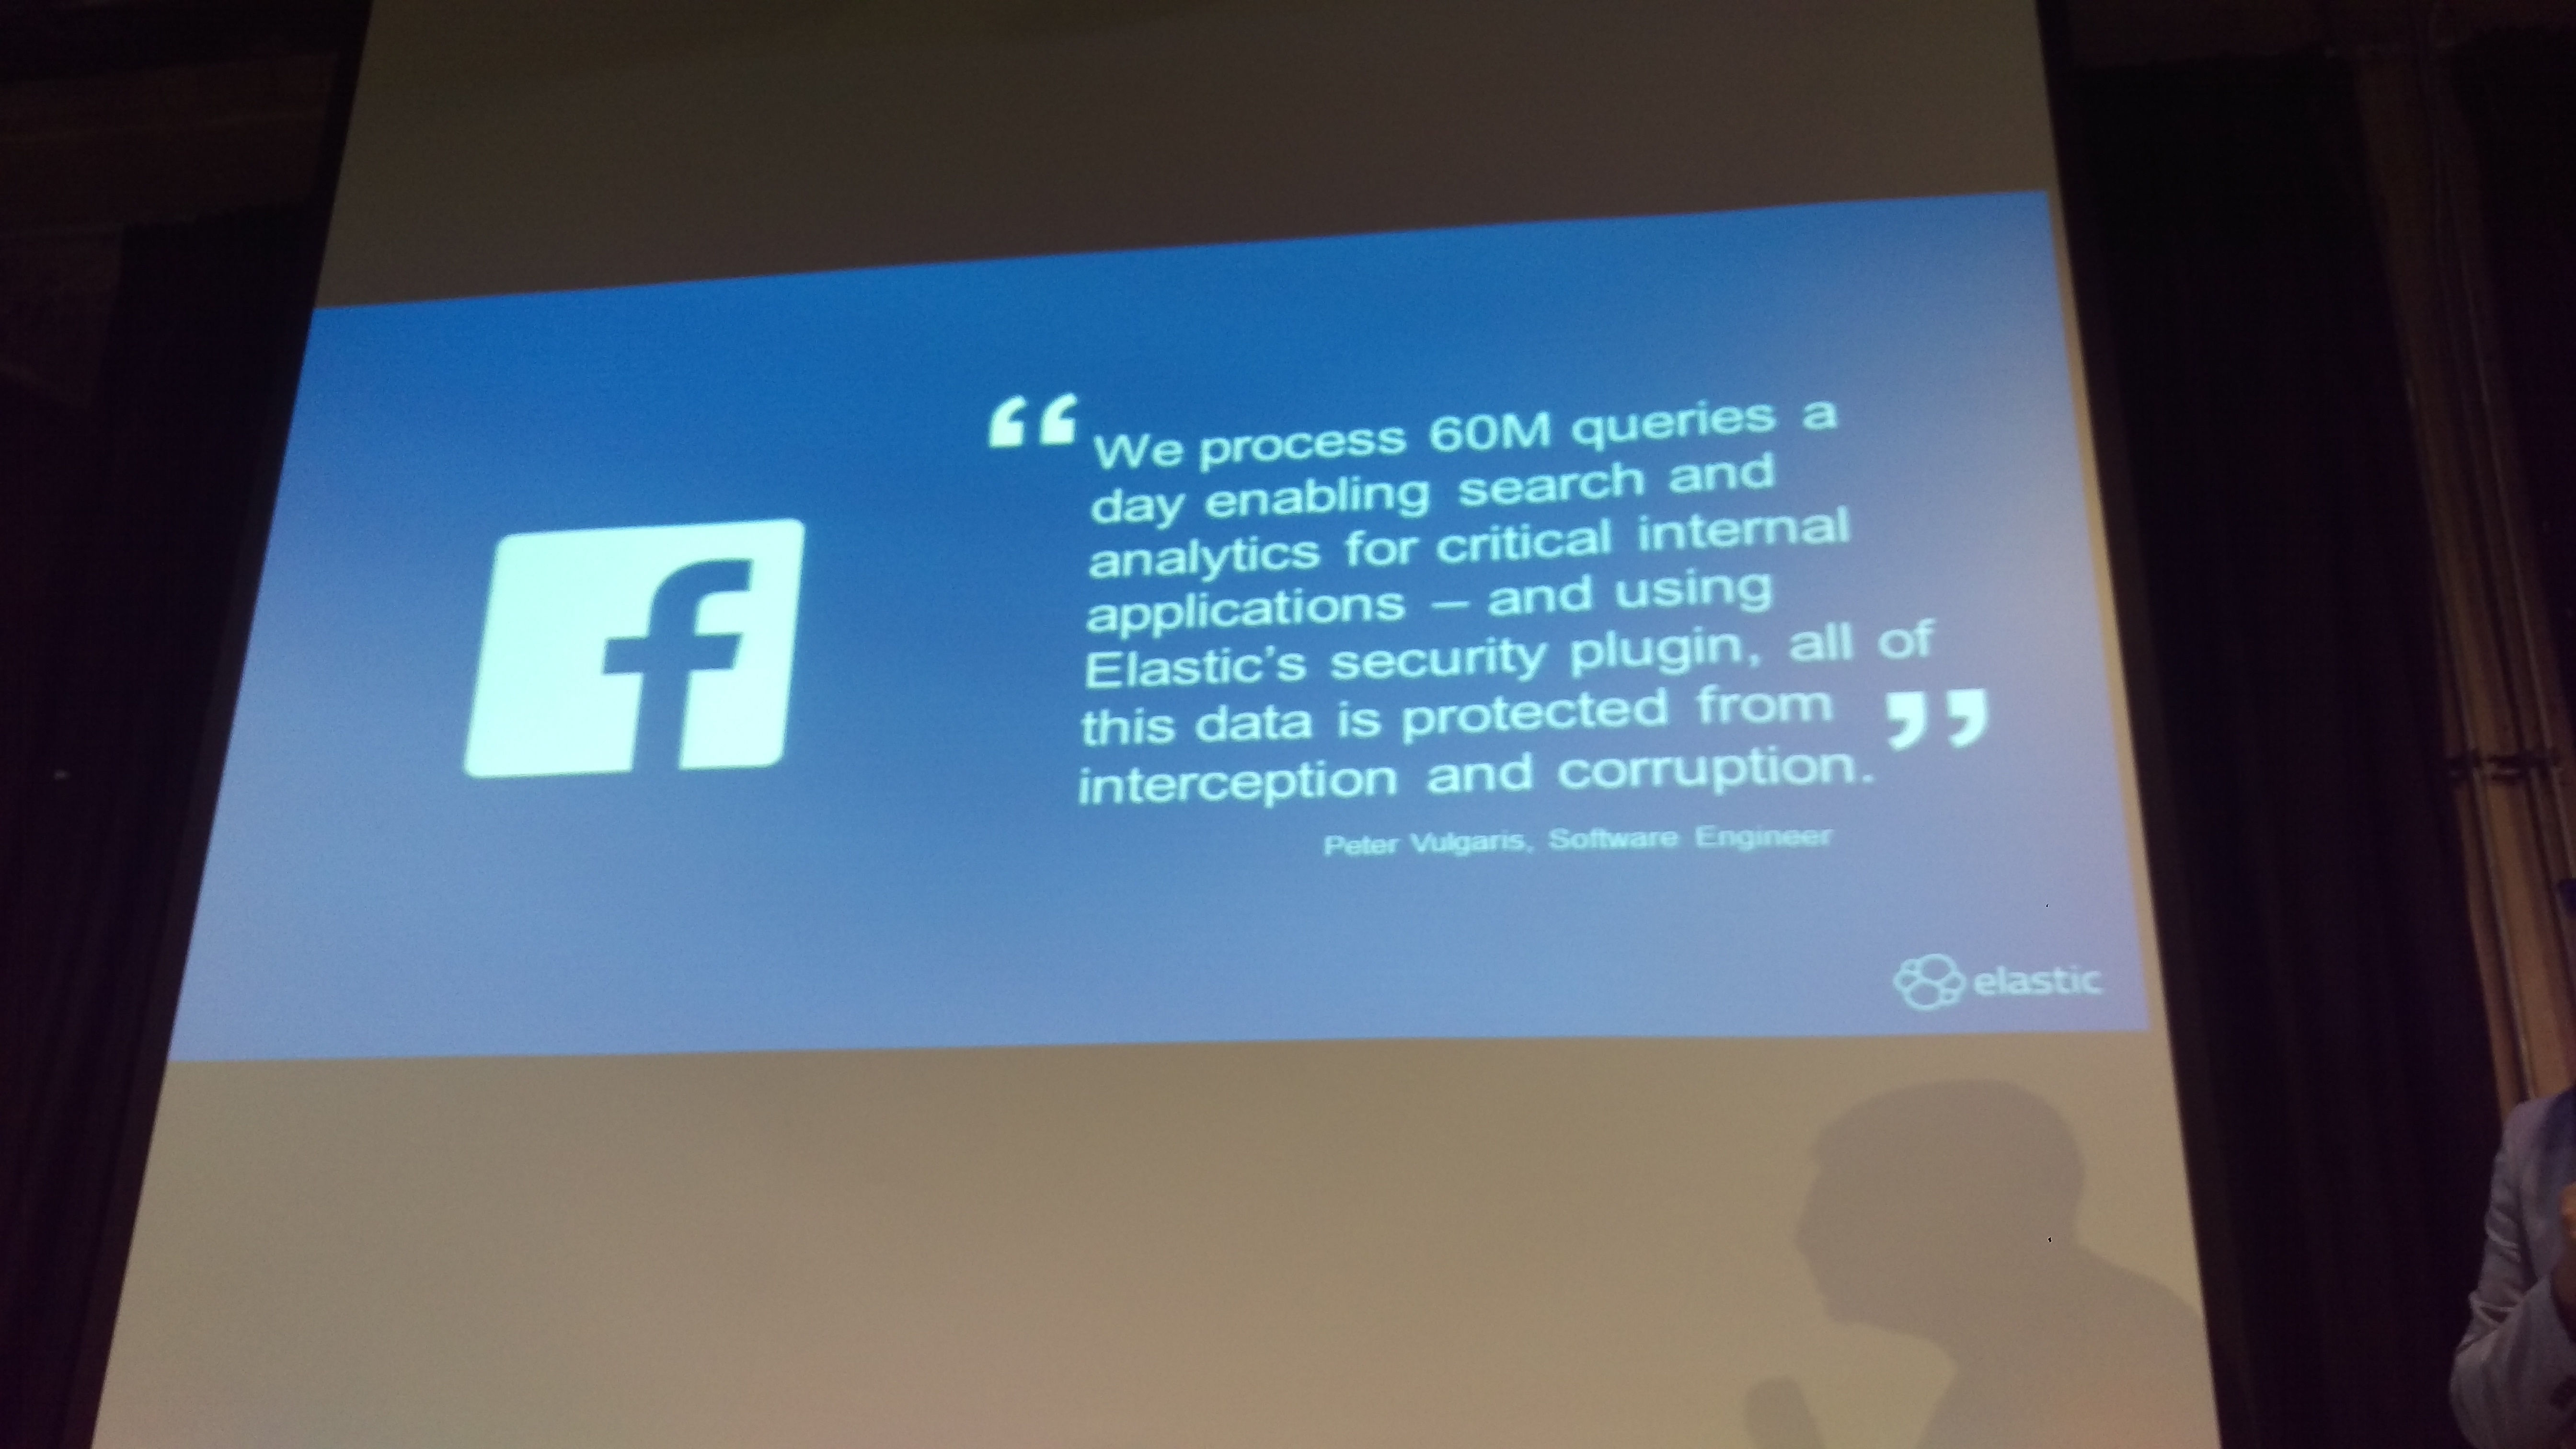 “ We process 60M queries a
day enabling search and
analytics for critical internal
applications – and using
Elastic’s security plugin, all of
this data is protected from
interception and corruption. ”
Peter Vulgaris, Software Engineer
elastic